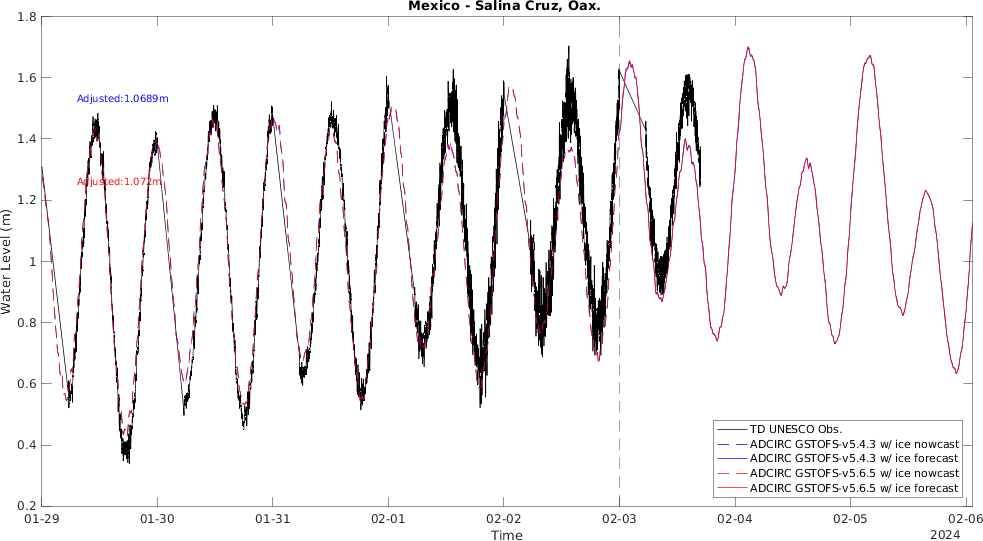 Mexico - Salina Cruz, Oax.
1.8
1.6
1.4
1.2
1
0.8
0.6
0.4
0.2
Water Level (m)
Adjusted:1.0689m
Adjusted:1.072m
TD UNESCO Obs.
ADCIRC GSTOFS-v5.4.3 w/ ice nowcast
ADCIRC GSTOFS-v5.4.3 w/ ice forecast
ADCIRC GSTOFS-v5.6.5 w/ ice nowcast
ADCIRC GSTOFS-v5.6.5 w/ ice forecast
01-29 01-30 01-31 02-01 02-02 02-03 02-04 02-05 02-06
Time 2024